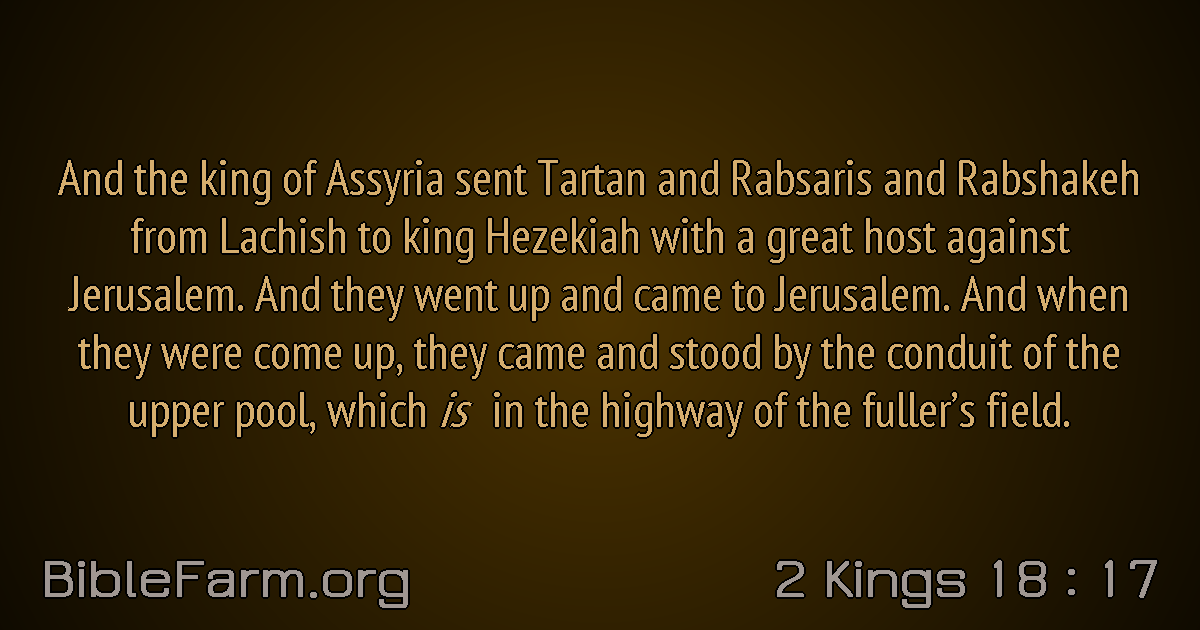 And the king of Assyria sent Tartan and Rabsaris and Rabshakeh
from Lachish to king Hezekiah with a great host against
Jerusalem. And they went up and came to Jerusalem. And when
they were come up, they came and stood by the conduit of the
upper pool, which is in the highway of the fuller’s field.
BibleFarm.org
2 Kings 18 : 17